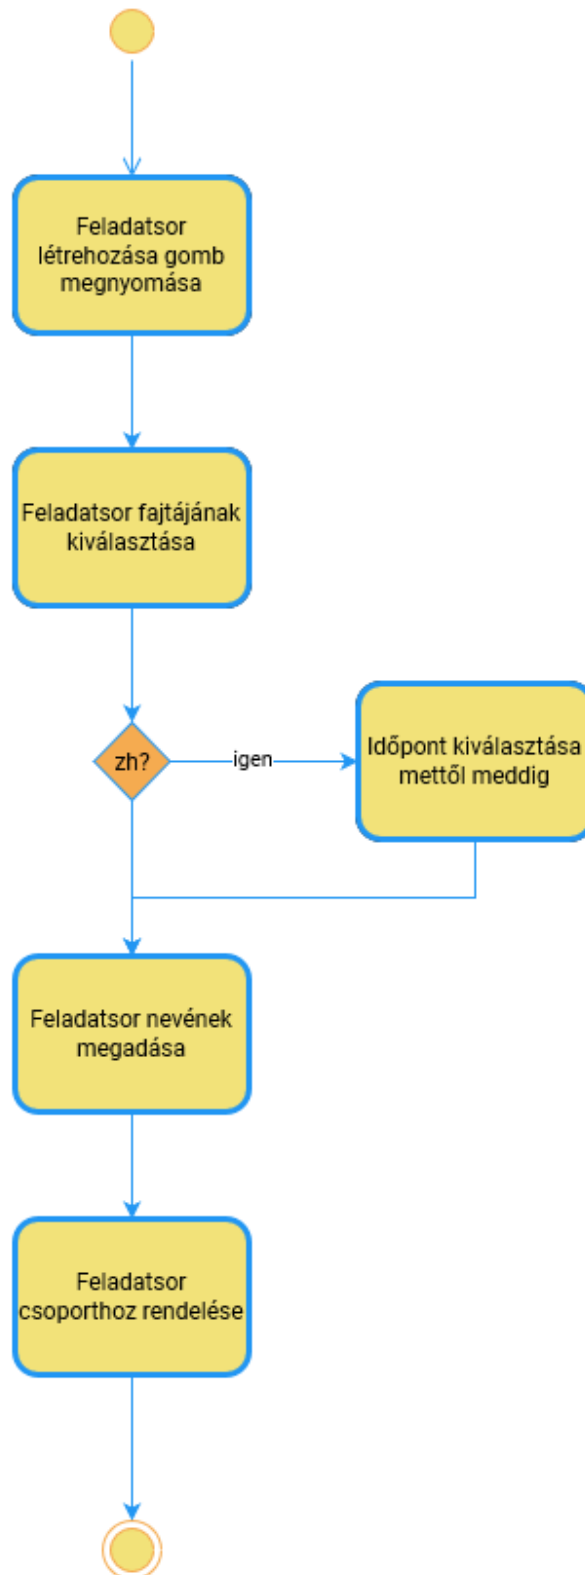 Feladatsor
létrehozása gomb
megnyomása
Feladatsor fajtájának
kiválasztása
zh?
igen
Időpont kiválasztása
mettől meddig
Feladatsor nevének
megadása
Feladatsor
csoporthoz rendelése